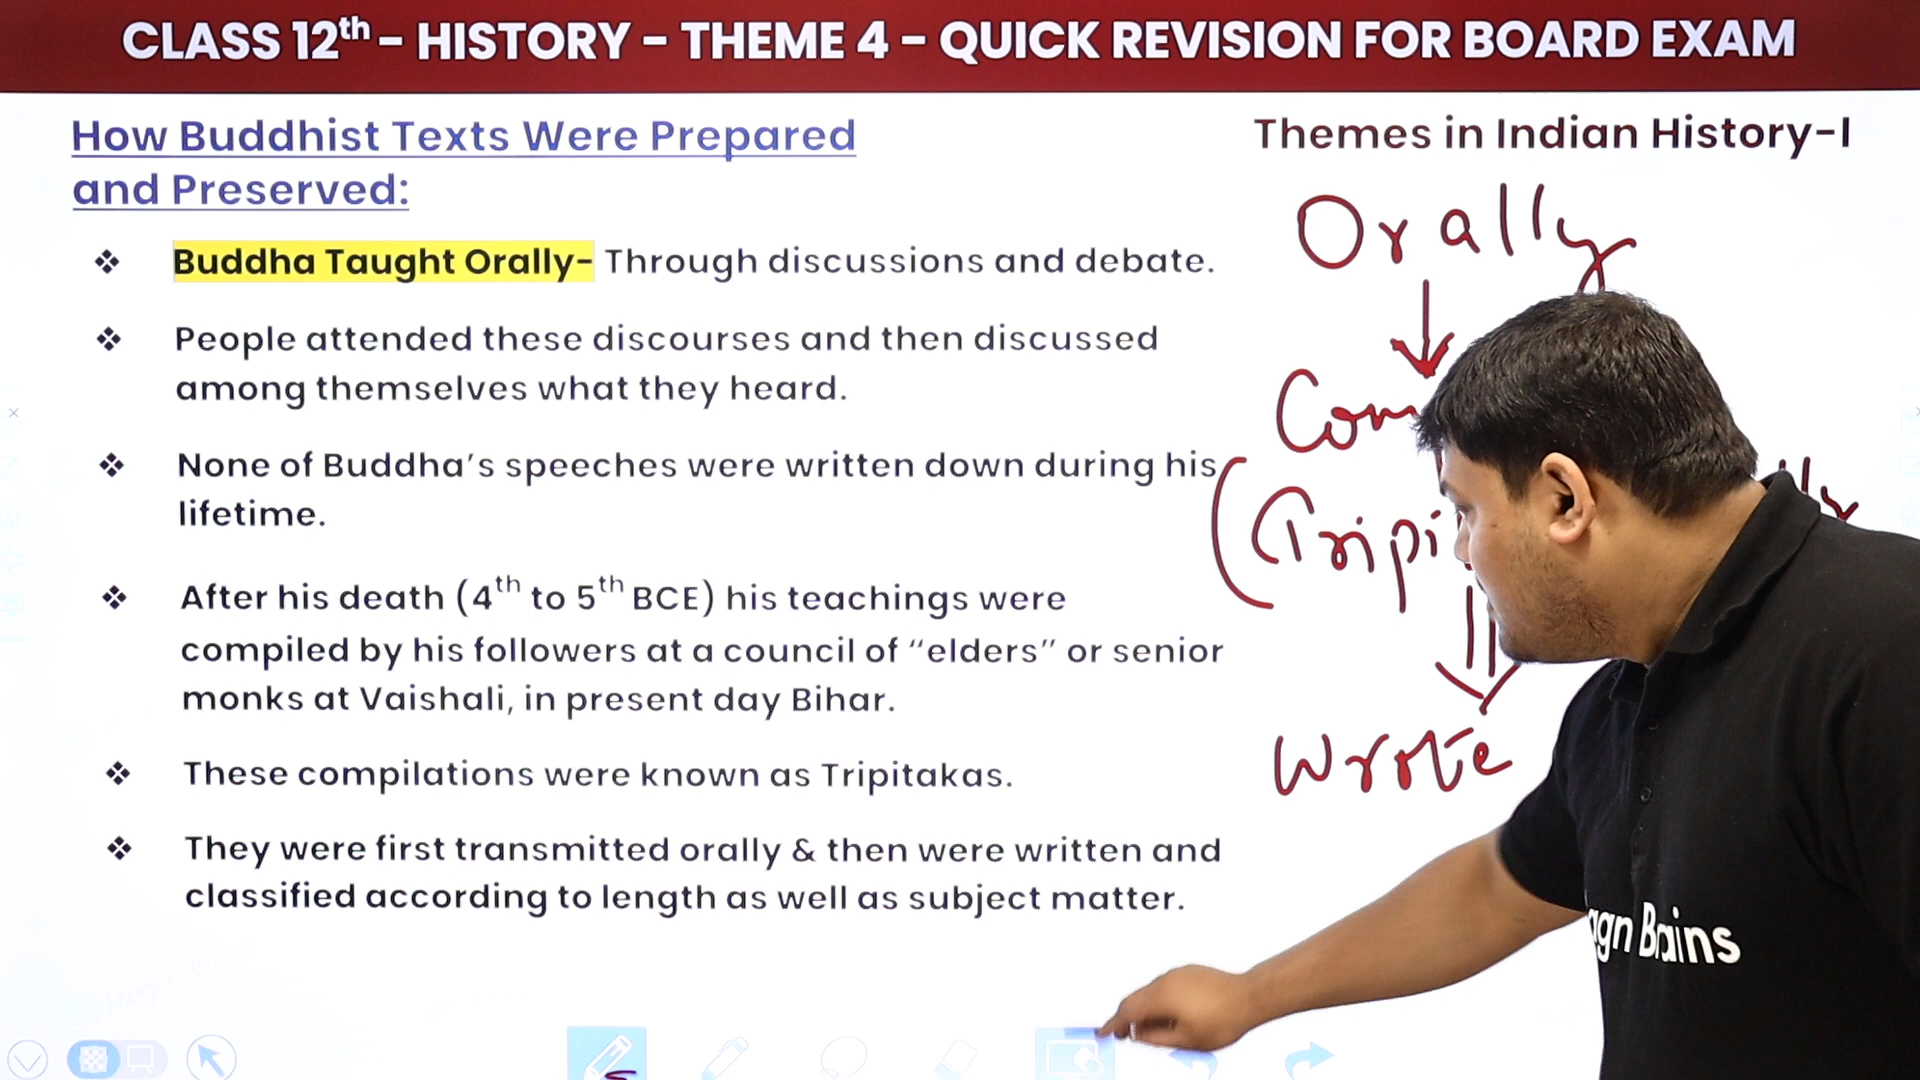 CLASS 12th - HISTORY - THEME 4 - QUICK REVISION FOR BOARD EXAM
How Buddhist Texts Were Prepared
and Preserved:
Themes in Indian History-I
❖ Buddha Taught Orally- Through discussions and debate.
❖ People attended these discourses and then discussed
among themselves what they heard.
❖ None of Buddha's speeches were written down during his
lifetime.
❖ After his death (4th to 5th BCE) his teachings were
compiled by his followers at a council of "elders" or senior
monks at Vaishali, in present day Bihar.
❖ These compilations were known as Tripitakas.
❖ They were first transmitted orally & then were written and
classified according to length as well as subject matter.
Orally
Com
(Tripi
Wrote
agn Brains